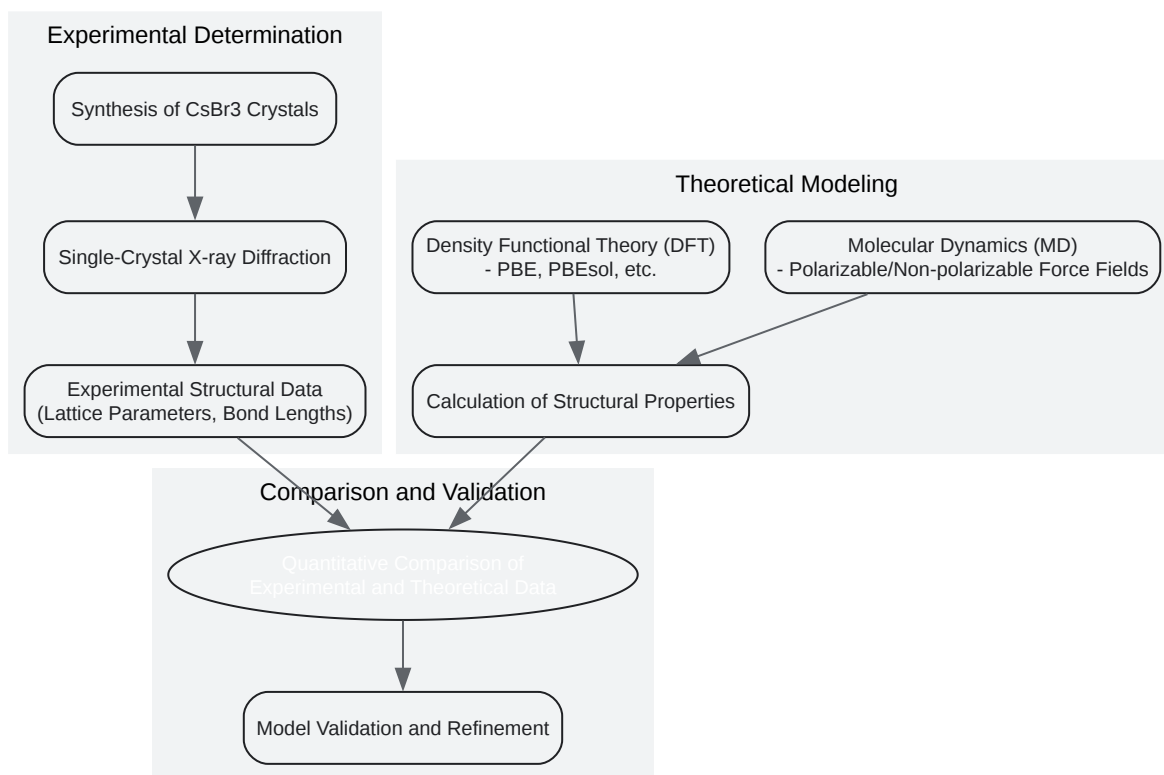 Experimental Determination
Synthesis of CsBr3 Crystals
Single-Crystal X-ray Diffraction
Experimental Structural Data
(Lattice Parameters, Bond Lengths)
Theoretical Modeling
Density Functional Theory (DFT)
- PBE, PBEsol, etc.
Molecular Dynamics (MD)
- Polarizable/Non-polarizable Force Fields
Calculation of Structural Properties
Comparison and Validation
Quantitative Comparison of
Experimental and Theoretical Data
Model Validation and Refinement